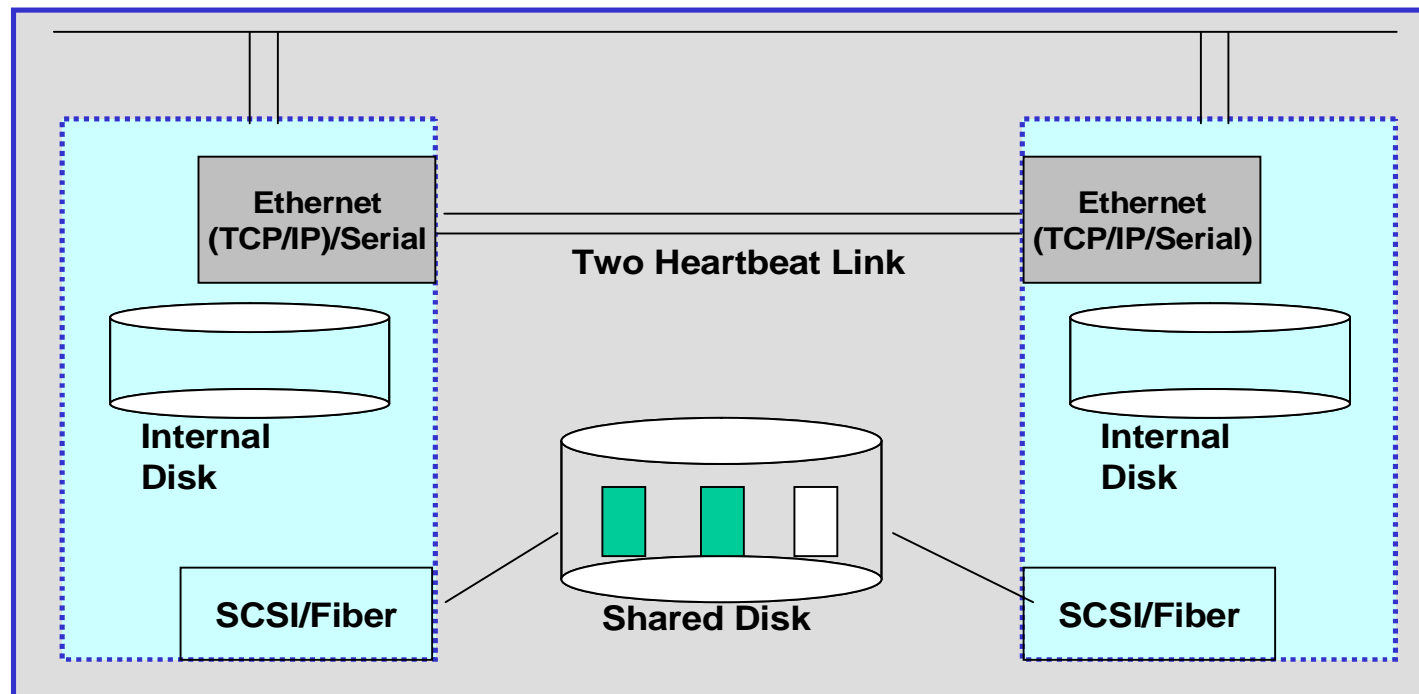 Ethernet
(TCP/IP)/Serial
Ethernet
(TCP/IP/Serial)
Two Heartbeat Link
Internal
Disk
Internal
Disk
SCSI/Fiber
Shared Disk
SCSI/Fiber